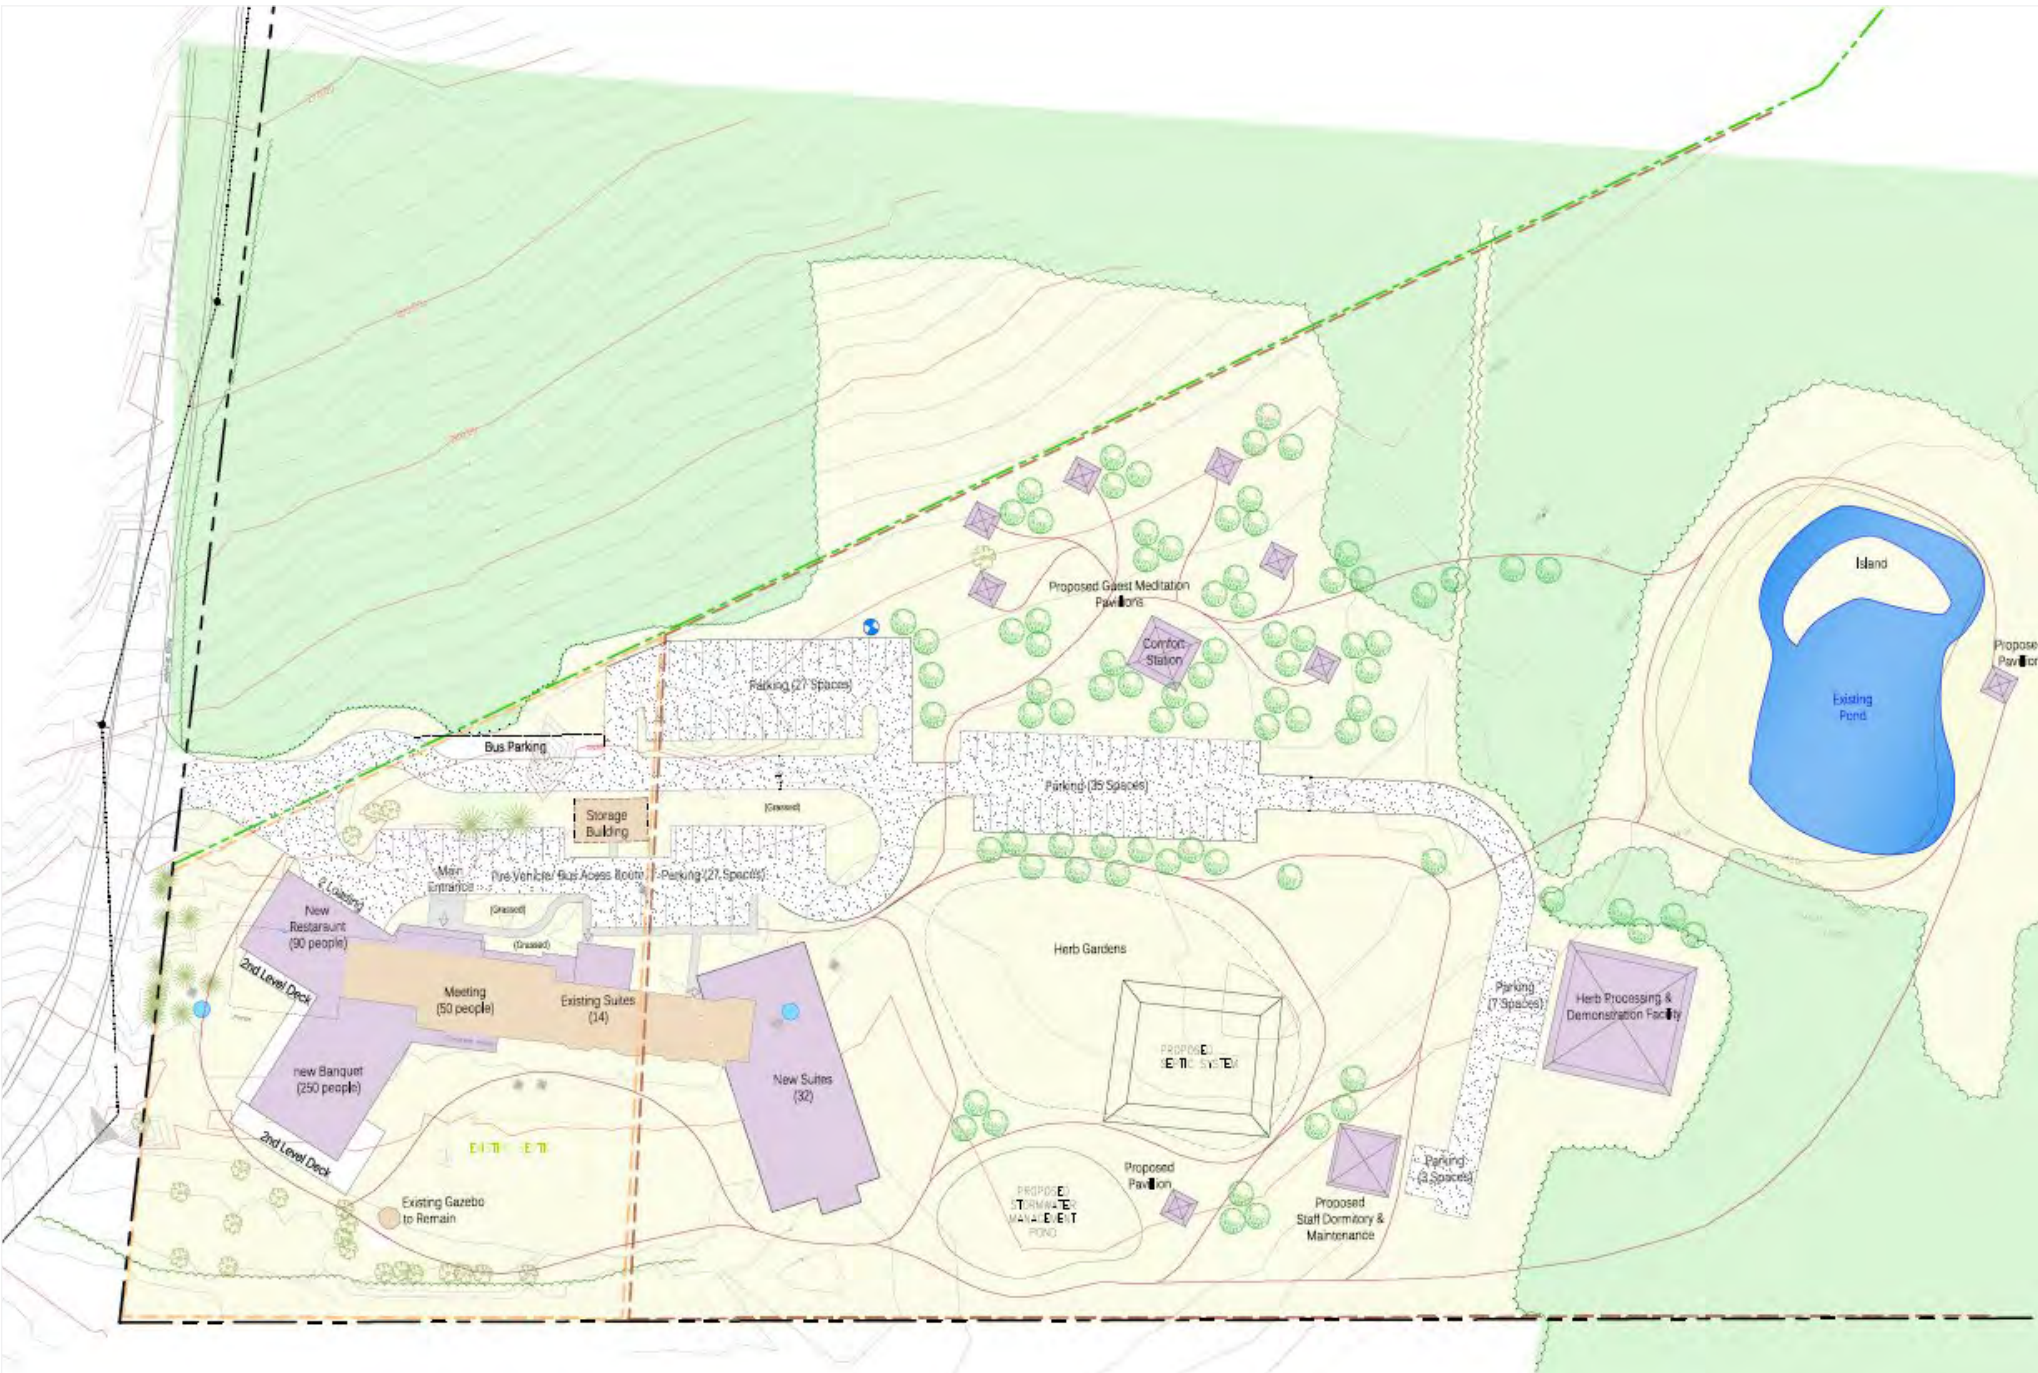 Island
Proposed Guest Meditation
Pavilions
Comfort
Station
Parking (27 Spaces)
Existing
Pond
Bus Parking
Parking (35 Spaces)
(Grassed)
Storage
Building
Main
Entrance
Fire Vehicle/ Bus Acess Route
Parking (27 Spaces)
2 Loading
(Grassed)
(Grassed)
New
Restaraunt
(90 people)
2nd Level Deck
Meeting
(50 people)
Existing Suites
(14)
Herb Gardens
Parking
(7 Spaces)
Herb Processing &
Demonstration Facility
PROPOSED
SEPTIC SYSTEM
new Banquet
(250 people)
New Suites
(32)
2nd Level Deck
Existing Gazebo
to Remain
PROPOSED
STORMWATER
MANAGEMENT
POND
Proposed
Pavilion
Parking
(3 Spaces)
Proposed
Staff Dormitory &
Maintenance